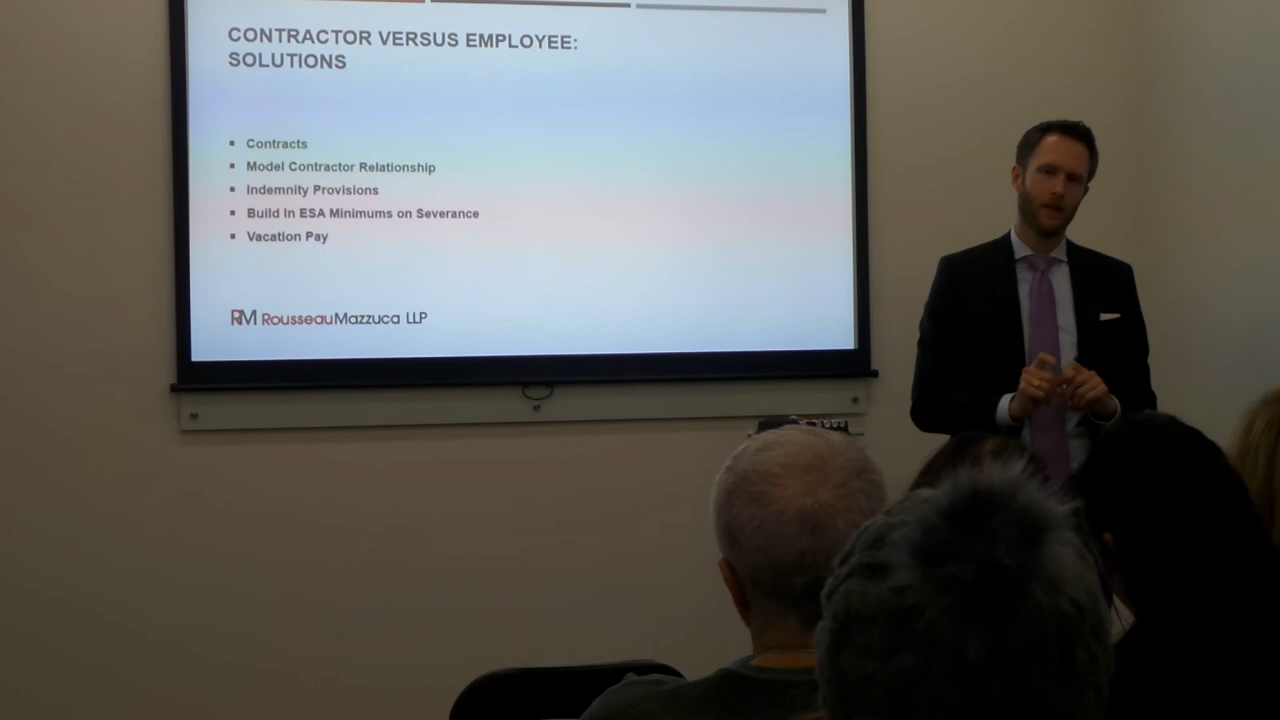 CONTRACTOR VERSUS EMPLOYEE:
SOLUTIONS
▪ Contracts
▪ Model Contractor Relationship
▪ Indemnity Provisions
▪ Build In ESA Minimums on Severance
▪ Vacation Pay
RM RousseauMazzuca LLP